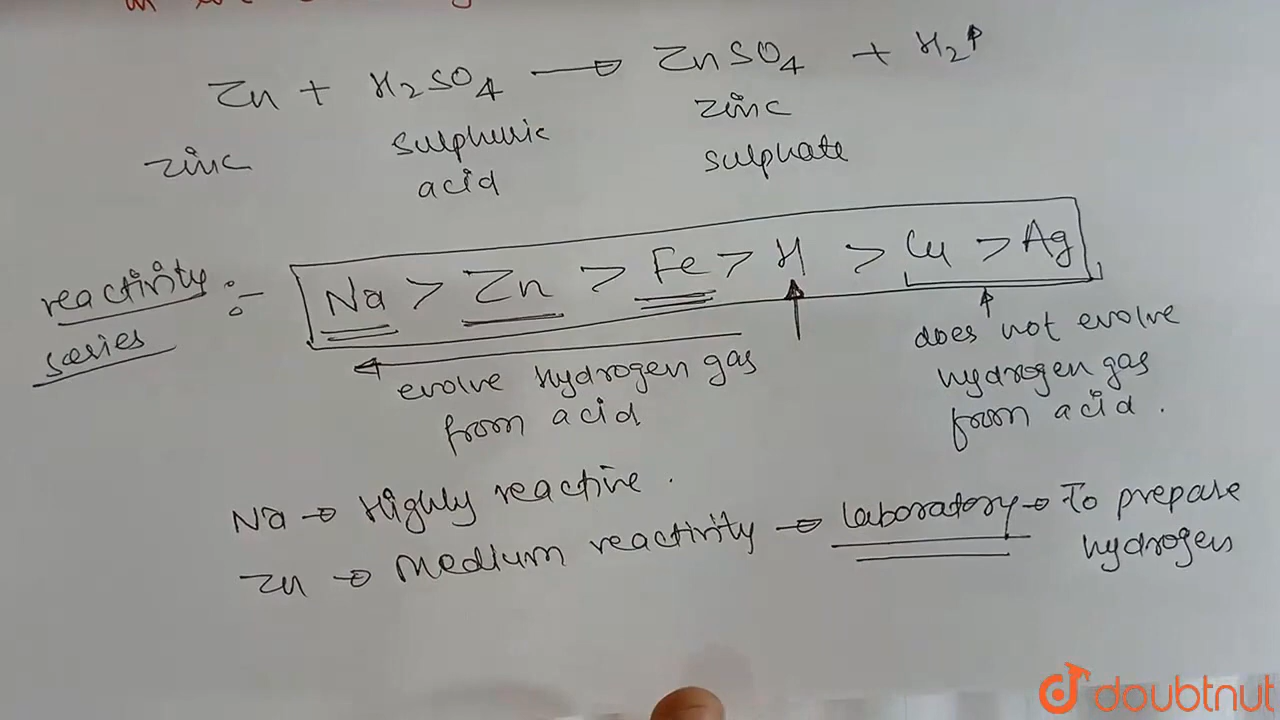 Zn + H₂SO₄ → ZnSO₄ + H₂↑
zinc sulphuric acid zinc sulphate
reactivity series :- Na > Zn > Fe > H > Cu > Ag
evolve hydrogen gas from acid
does not evolve hydrogen gas from acid.
Na → Highly reactive.
Zn → Medium reactivity → laboratory → To prepare hydrogen
doubtnut